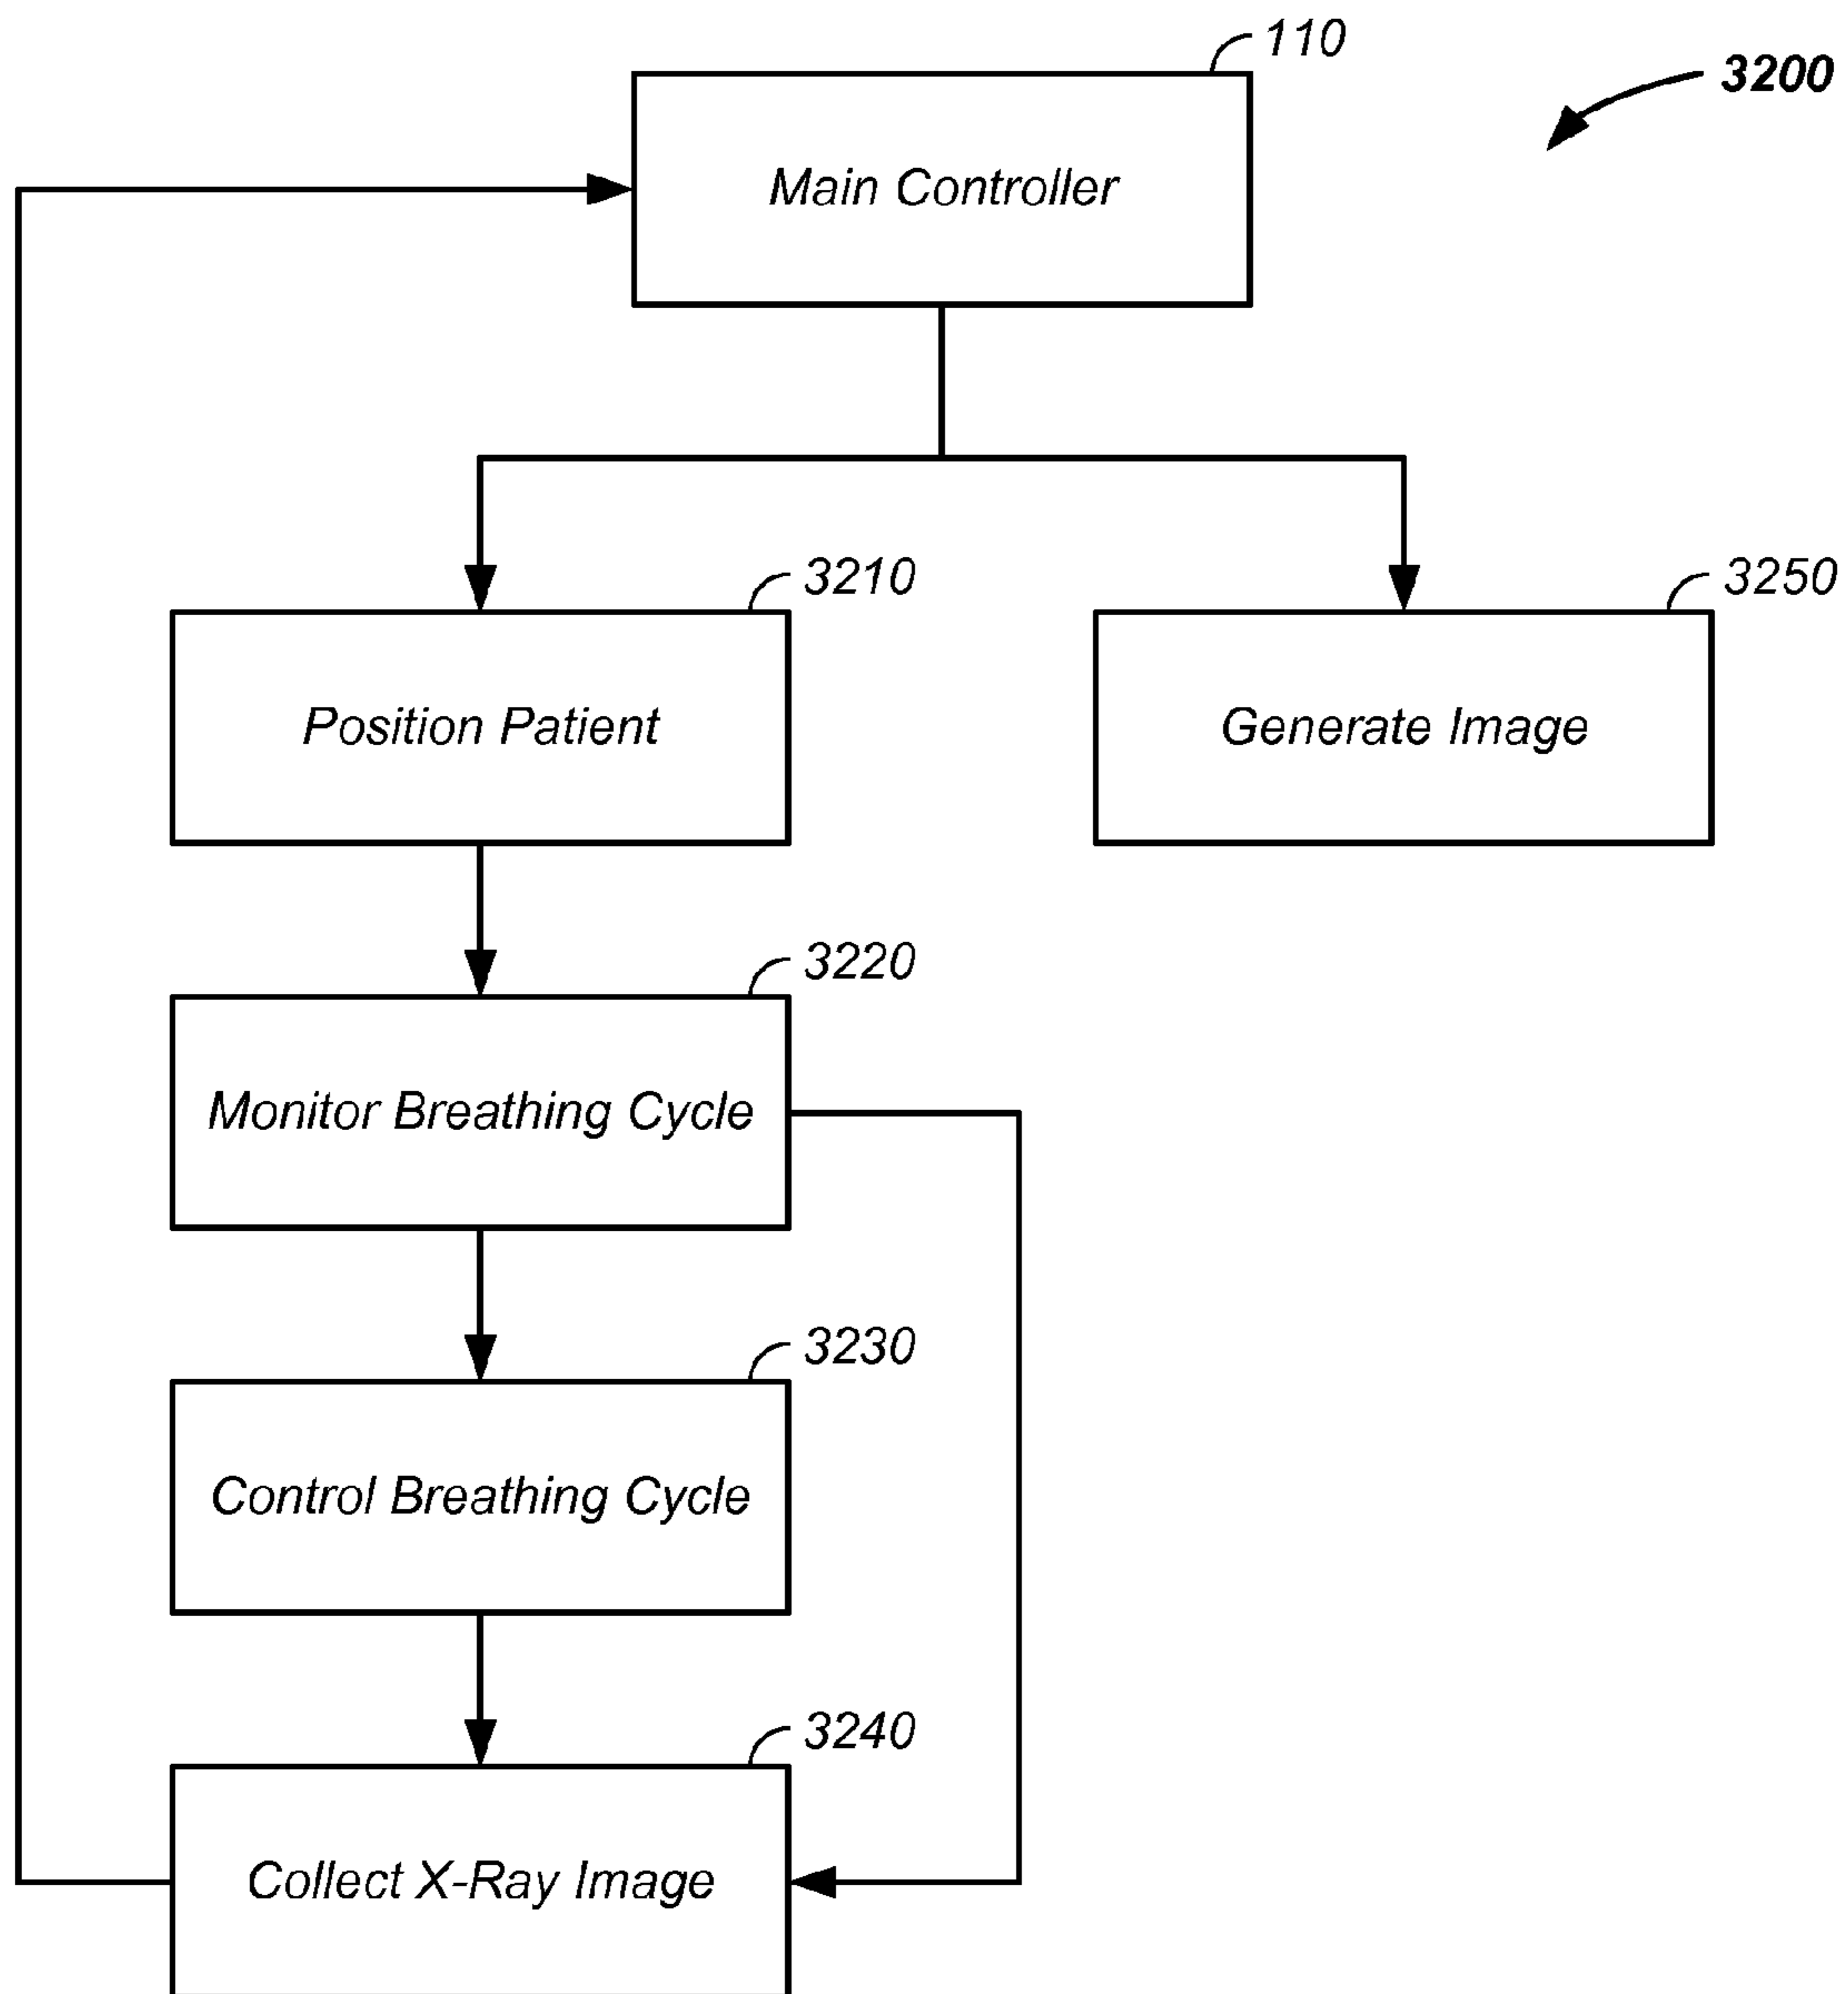 110
3200
Main Controller
3210
3250
Position Patient
Generate Image
3220
Monitor Breathing Cycle
3230
Control Breathing Cycle
3240
Collect X-Ray Image